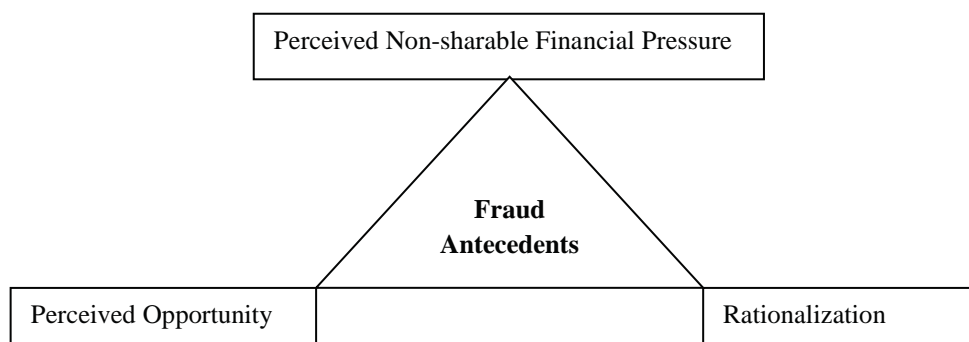 Perceived Non-sharable Financial Pressure
Fraud
Antecedents
Perceived Opportunity
Rationalization